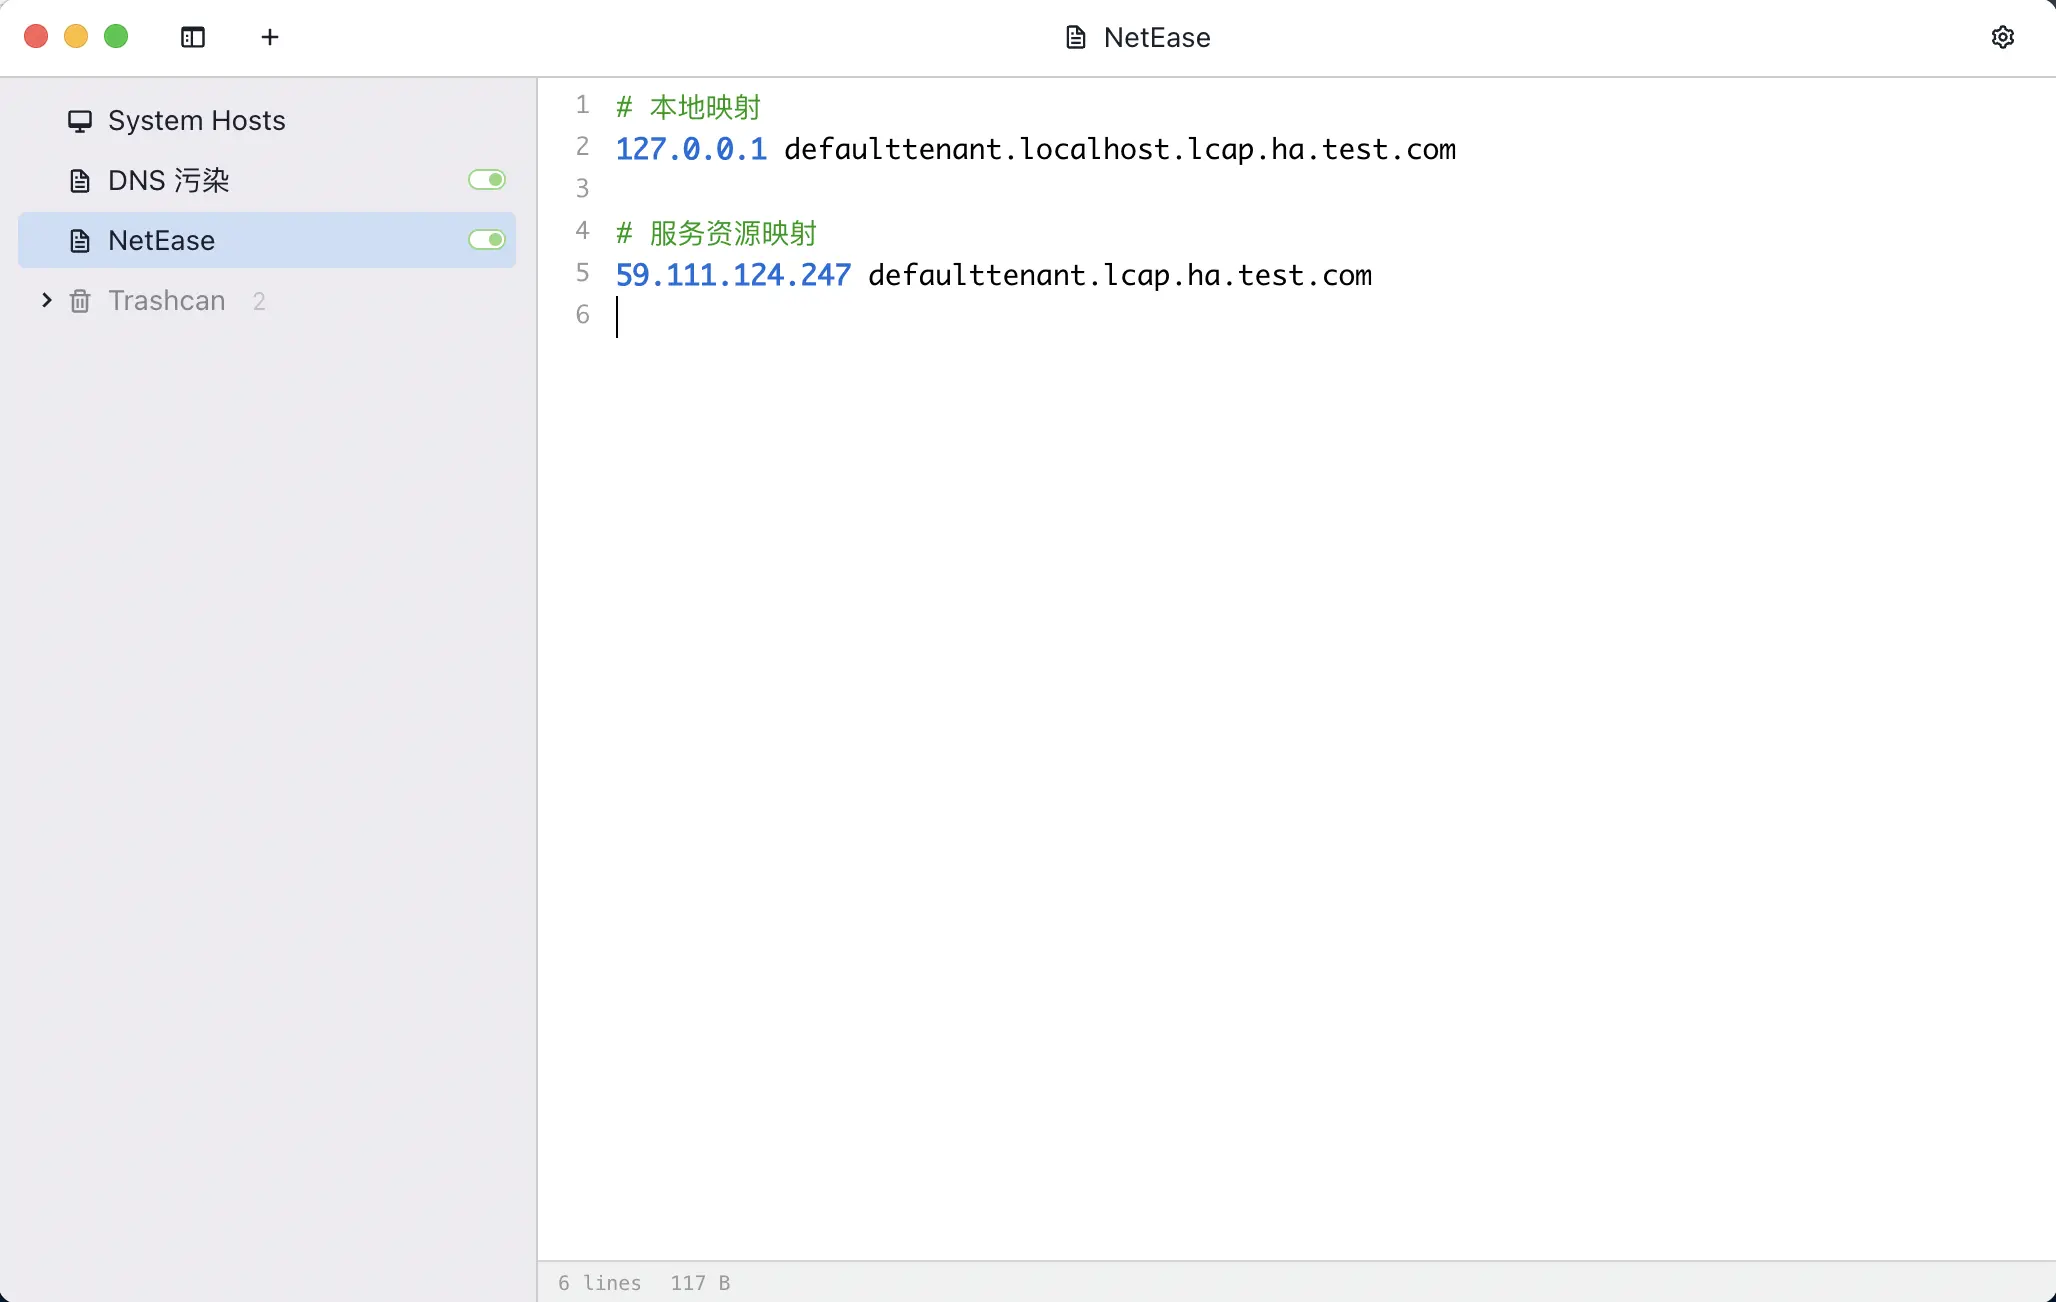 NetEase
System Hosts
DNS 污染
NetEase
Trashcan 2
1 # 本地映射
2 127.0.0.1 defaulttenant.localhost.lcap.ha.test.com
3
4 # 服务资源映射
5 59.111.124.247 defaulttenant.lcap.ha.test.com
6
6 lines 117 B